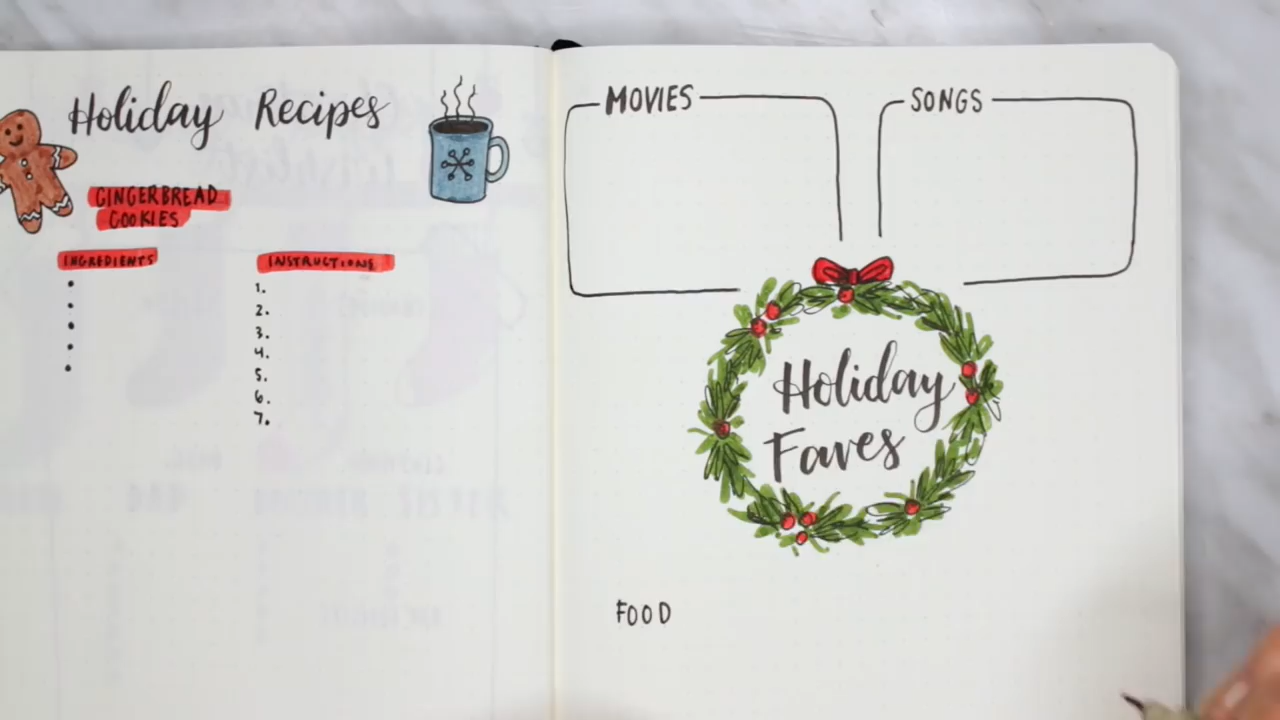 Holiday Recipes
GINGERBREAD
COOKIES
INGREDIENTS
INSTRUCTIONS
1.
2.
3.
4.
5.
6.
7.
MOVIES
SONGS
Holiday
Faves
FOOD